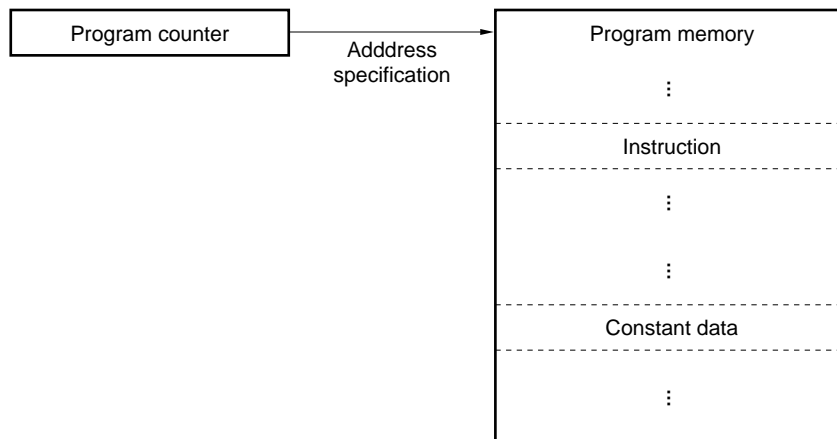 Program counter
Adddress
specification
Program memory
⋮
Instruction
⋮
⋮
Constant data
⋮